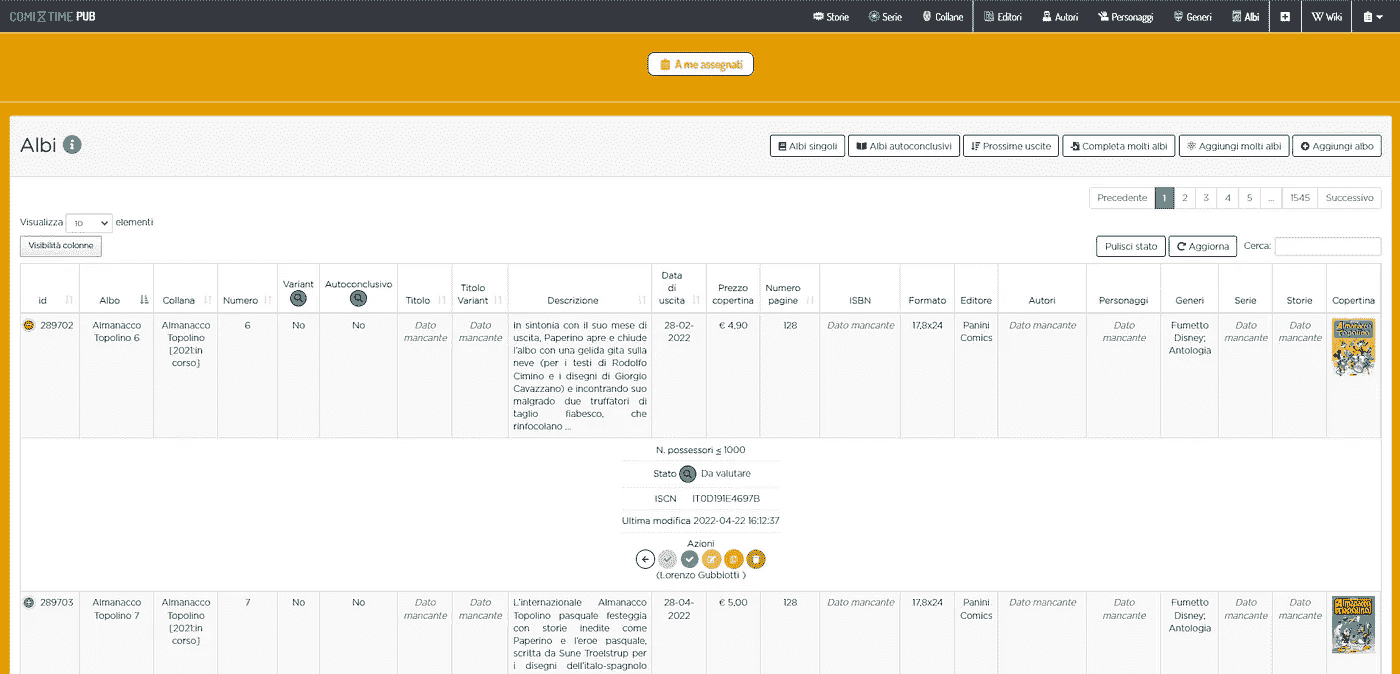 COMIXTIME PUB
Storie Serie Collane Editori Autori Personaggi Generi Albi Wiki
A me assegnati
Albi
Albi singoli Albi autoconclusivi Prossime uscite Completa molti albi Aggiungi molti albi Aggiungi albo
Precedente 1 2 3 4 5 ... 1545 Successivo
Visualizza 10 elementi
Visibilità colonne
Pulisci stato Aggiorna Cerca:
id Albo Collana Numero Variant Autoconclusivo Titolo Titolo Variant Descrizione Data di uscita Prezzo copertina Numero pagine ISBN Formato Editore Autori Personaggi Generi Serie Storie Copertina
289702
Almanacco
Topolino 6
Almanacco
Topolino
[2021:in
corso]
6
No
No
Dato
mancante
Dato
mancante
In sintonia con il suo mese di
uscita, Paperino apre e chiude
l'albo con una gelida gita sulla
neve (per i testi di Rodolfo
Cimino e i disegni di Giorgio
Cavazzano) e incontrando suo
malgrado due truffatori di
taglio fiabesco, che
rinfocolano ...
28-02-
2022
€ 4,90
128
Dato mancante
17,8x24
Panini
Comics
Dato mancante
Dato
mancante
Fumetto
Disney;
Antologia
Dato
mancante
Dato
mancante
Almanacco
Topolino
N. possessori ≤ 1000
Stato Da valutare
ISCN IT0D191E4697B
Ultima modifica 2022-04-22 16:12:37
Azioni
(Lorenzo Gubbiotti )
289703
Almanacco
Topolino 7
Almanacco
Topolino
[2021:in
corso]
7
No
No
Dato
mancante
Dato
mancante
L'internazionale Almanacco
Topolino pasquale festeggia
con storie inedite come
Paperino e l'eroe pasquale,
scritta da Sune Troelstrup per
i disegni dell'italo-spagnolo
28-04-
2022
€ 5,00
128
Dato mancante
17,8x24
Panini
Comics
Dato mancante
Dato
mancante
Fumetto
Disney;
Antologia
Dato
mancante
Dato
mancante
Almanacco
Topolino